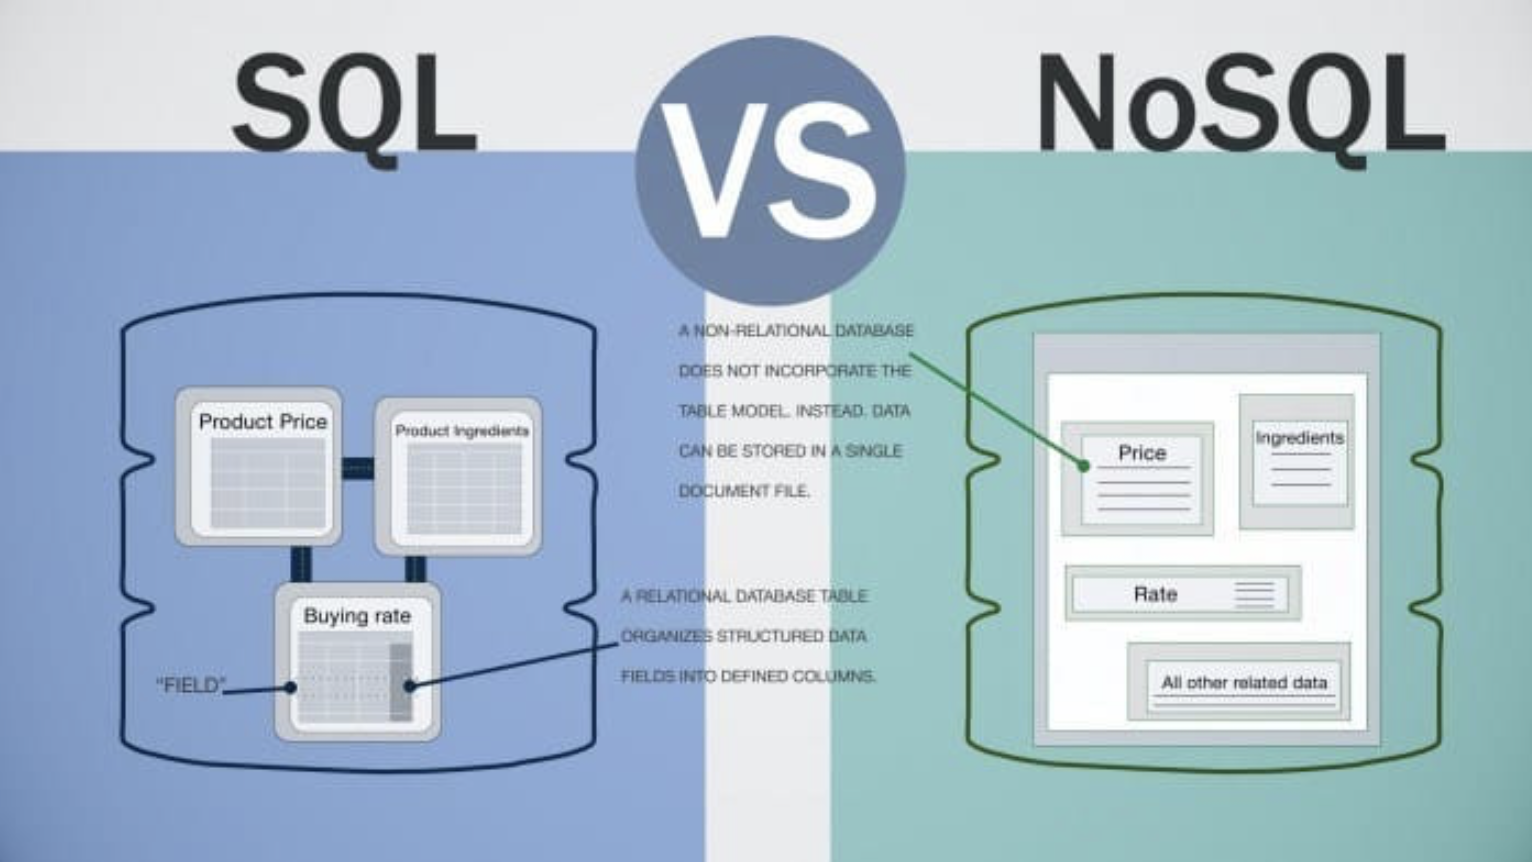 SQL
VS
NoSQL
A NON-RELATIONAL DATABASE
DOES NOT INCORPORATE THE
TABLE MODEL. INSTEAD. DATA
CAN BE STORED IN A SINGLE
DOCUMENT FILE.
Product Price
Product Ingredients
Buying rate
"FIELD"
A RELATIONAL DATABASE TABLE
ORGANIZES STRUCTURED DATA
FIELDS INTO DEFINED COLUMNS.
Price
Ingredients
Rate
All other related data